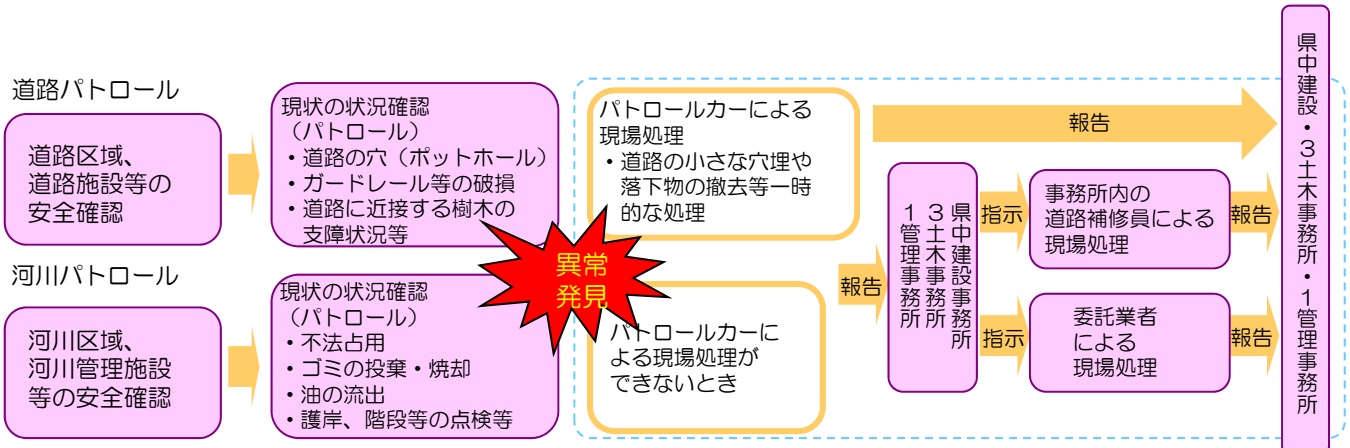 道路パトロール
道路区域、
道路施設等の
安全確認
現状の状況確認
（パトロール）
・道路の穴（ポットホール）
・ガードレール等の破損
・道路に近接する樹木の
支障状況等
河川パトロール
河川区域、
河川管理施設
等の安全確認
現状の状況確認
（パトロール）
・不法占用
・ゴミの投棄・焼却
・油の流出
・護岸、階段等の点検等
異常
発見
パトロールカーによる
現場処理
・道路の小さな穴埋や
落下物の撤去等一時
的な処理
パトロールカーに
よる現場処理が
できないとき
報告
報告
県中建設事務所
３土木事務所
１管理事務所
指示
事務所内の
道路補修員による
現場処理
報告
指示
委託業者
による
現場処理
報告
県中建設・３土木事務所・１管理事務所